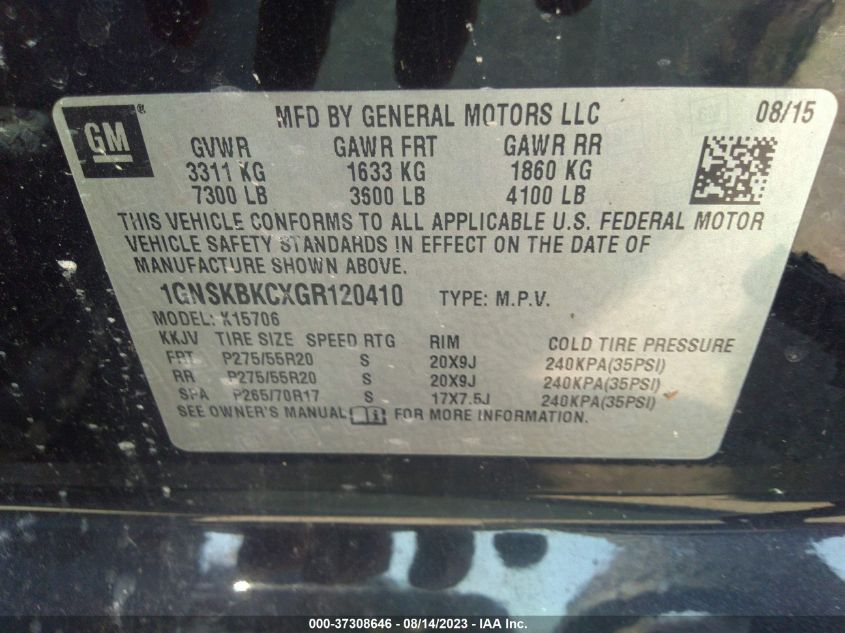 GM ®
MFD BY GENERAL MOTORS LLC 08/15
GVWR GAWR FRT GAWR RR
3311 KG 1633 KG 1860 KG
7300 LB 3600 LB 4100 LB
THIS VEHICLE CONFORMS TO ALL APPLICABLE U.S. FEDERAL MOTOR
VEHICLE SAFETY STANDARDS IN EFFECT ON THE DATE OF
MANUFACTURE SHOWN ABOVE.
1GNSKBKCXGR120410 TYPE: M.P.V.
MODEL: K15706
KKJV TIRE SIZE SPEED RTG RIM COLD TIRE PRESSURE
FRT P275/55R20 S 20X9J 240KPA(35PSI)
RR P275/55R20 S 20X9J 240KPA(35PSI)
SPA P265/70R17 S 17X7.5J 240KPA(35PSI)
SEE OWNER'S MANUAL FOR MORE INFORMATION.
000-37308646 - 08/14/2023 - IAA Inc.